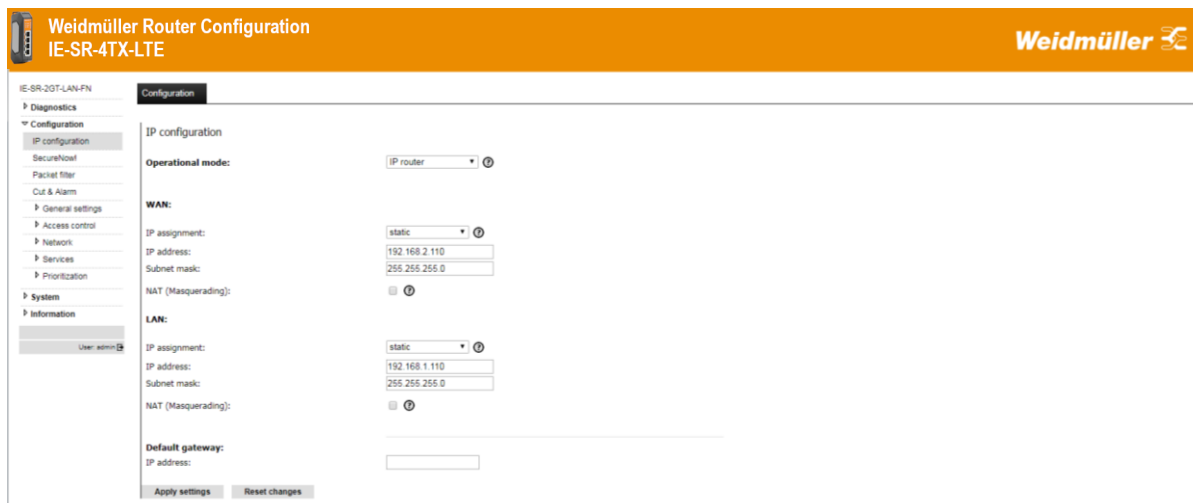 Weidmüller Router Configuration
IE-SR-4TX-LTE
Weidmüller
IE-SR-2GT-LAN-FN
Diagnostics
Configuration
IP configuration
SecureNow!
Packet filter
Cut & Alarm
General settings
Access control
Network
Services
Prioritization
System
Information
User: admin
Configuration
IP configuration
Operational mode: IP router
WAN:
IP assignment: static
IP address: 192.168.2.110
Subnet mask: 255.255.255.0
NAT (Masquerading):
LAN:
IP assignment: static
IP address: 192.168.1.110
Subnet mask: 255.255.255.0
NAT (Masquerading):
Default gateway:
IP address:
Apply settings Reset changes